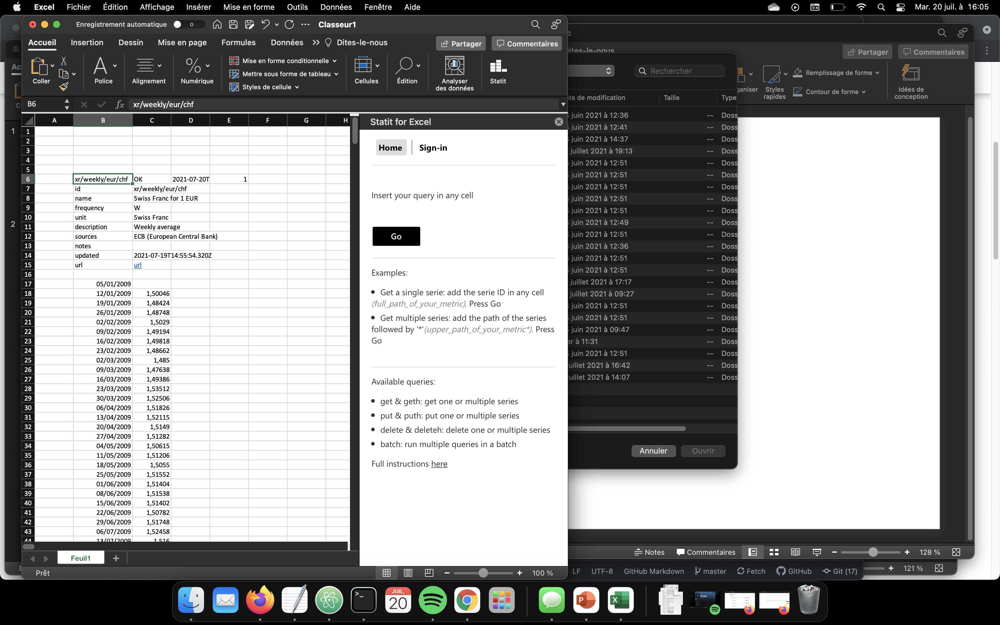 Excel Fichier Édition Affichage Insérer Mise en forme Outils Données Fenêtre Aide
Mar. 20 juil. à 16:05
Enregistrement automatique
Classeur1
Accueil Insertion Dessin Mise en page Formules Données Dites-le-nous
Partager
Commentaires
Coller
Police
Alignement
Numérique
Mise en forme conditionnelle
Mettre sous forme de tableau
Styles de cellule
Cellules
Édition
Analyser
des données
Statit
B6
fx
xr/weekly/eur/chf
A B C D E F G H
1
2
3
4
5
6 xr/weekly/eur/chf OK 2021-07-20T 1
7 id xr/weekly/eur/chf
8 name Swiss Franc for 1 EUR
9 frequency W
10 unit Swiss Franc
11 description Weekly average
12 sources ECB (European Central Bank)
13 notes
14 updated 2021-07-19T14:55:54.320Z
15 url url
16
17 05/01/2009
18 12/01/2009 1,50046
19 19/01/2009 1,48424
20 26/01/2009 1,48748
21 02/02/2009 1,5029
22 09/02/2009 1,49194
23 16/02/2009 1,49818
24 23/02/2009 1,48662
25 02/03/2009 1,485
26 09/03/2009 1,47638
27 16/03/2009 1,49386
28 23/03/2009 1,53512
29 30/03/2009 1,52506
30 06/04/2009 1,51826
31 13/04/2009 1,52115
32 20/04/2009 1,5149
33 27/04/2009 1,51282
34 04/05/2009 1,50615
35 11/05/2009 1,51206
36 18/05/2009 1,5055
37 25/05/2009 1,51552
38 01/06/2009 1,51404
39 08/06/2009 1,51538
40 15/06/2009 1,51402
41 22/06/2009 1,50782
42 29/06/2009 1,51748
43 06/07/2009 1,52458
44 13/07/2009 1,516
Feuil1
Prêt
100 %
Statit for Excel
Home Sign-in
Insert your query in any cell
Go
Examples:
Get a single serie: add the serie ID in any cell
(full_path_of_your_metric). Press Go
Get multiple series: add the path of the series
followed by '*'(upper_path_of_your_metric*). Press
Go
Available queries:
get & geth: get one or multiple series
put & puth: put one or multiple series
delete & deleteh: delete one or multiple series
batch: run multiple queries in a batch
Full instructions here
Ac
1
2
Partager
Commentaires
Rechercher
Styles
rapides
Remplissage de forme
Contour de forme
Idées de
conception
de modification Taille Type
juin 2021 à 12:36 -- Doss
juin 2021 à 12:41 -- Doss
juin 2021 à 14:37 -- Doss
juillet 2021 à 19:13 -- Doss
juin 2021 à 12:51 -- Doss
juin 2021 à 12:51 -- Doss
juin 2021 à 12:51 -- Doss
juin 2021 à 12:51 -- Doss
juin 2021 à 12:51 -- Doss
juin 2021 à 12:49 -- Doss
juin 2021 à 12:51 -- Doss
juin 2021 à 12:36 -- Doss
juin 2021 à 12:51 -- Doss
juin 2021 à 12:51 -- Doss
juillet 2021 à 17:17 -- Doss
juillet 2021 à 09:27 -- Doss
juin 2021 à 12:51 -- Doss
juin 2021 à 12:51 -- Doss
juin 2021 à 09:47 -- Doss
er à 11:31 -- Doss
juin 2021 à 12:51 -- Doss
uillet 2021 à 16:42 -- Doss
uillet 2021 à 14:07 -- Doss
Annuler
Ouvrir
Notes
Commentaires
128 %
LF UTF-8 GitHub Markdown master Fetch GitHub Git (17)
121 %
JUIL.
20